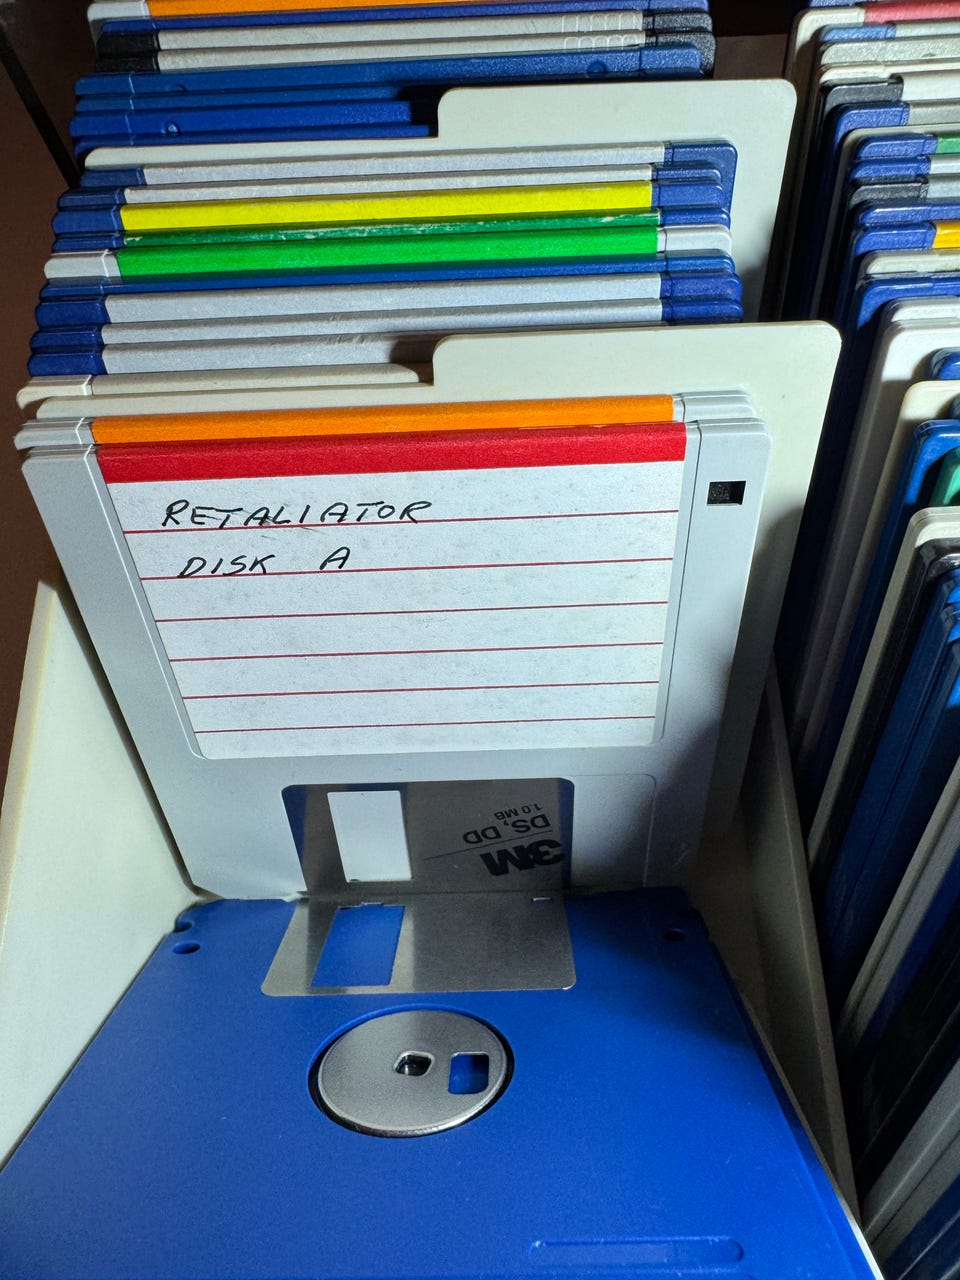 RETALIATOR
DISK A
3M
DS, DD
1.0 MB